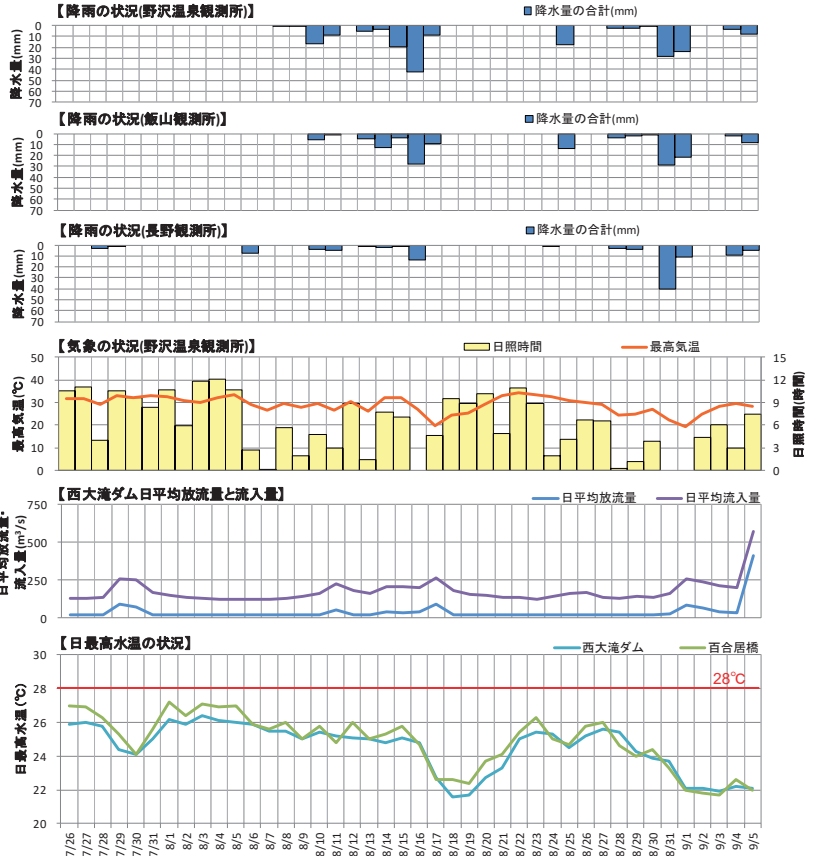 【降雨の状況(野沢温泉観測所)】
降水量の合計(mm)
降水量(mm)
0
10
20
30
40
50
60
70
【降雨の状況(飯山観測所)】
降水量の合計(mm)
降水量(mm)
0
10
20
30
40
50
60
70
【降雨の状況(長野観測所)】
降水量の合計(mm)
降水量(mm)
0
10
20
30
40
50
60
70
【気象の状況(野沢温泉観測所)】
日照時間
最高気温
最高気温(℃)
50
40
30
20
10
0
15
12
9
6
3
0
日照時間(時間)
【西大滝ダム日平均放流量と流入量】
日平均放流量
日平均流入量
日平均放流量・
流入量(m³/s)
750
500
250
0
【日最高水温の状況】
西大滝ダム
百合居橋
日最高水温(℃)
30
28
26
24
22
20
28℃
7/26 7/27 7/28 7/29 7/30 7/31 8/1 8/2 8/3 8/4 8/5 8/6 8/7 8/8 8/9 8/10 8/11 8/12 8/13 8/14 8/15 8/16 8/17 8/18 8/19 8/20 8/21 8/22 8/23 8/24 8/25 8/26 8/27 8/28 8/29 8/30 8/31 9/1 9/2 9/3 9/4 9/5